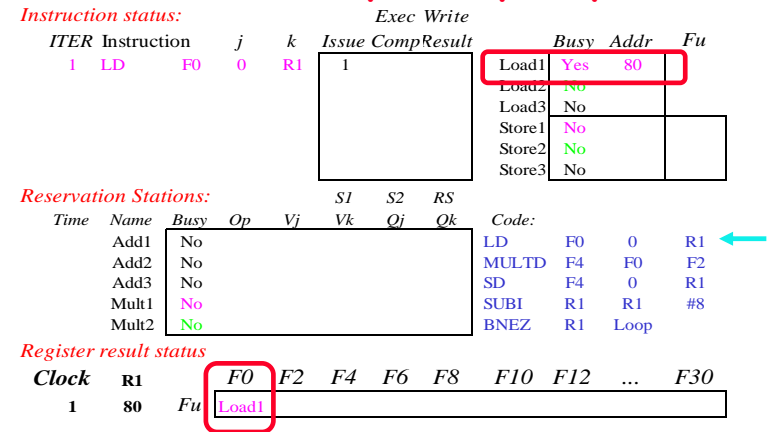 Instruction status: Exec Write
ITER Instruction j k Issue Comp Result Busy Addr Fu
1 LD F0 0 R1 1 Load1 Yes 80
Load2 No
Load3 No
Store1 No
Store2 No
Store3 No
Reservation Stations: S1 S2 RS
Time Name Busy Op Vj Vk Qj Qk Code:
Add1 No LD F0 0 R1
Add2 No MULTD F4 F0 F2
Add3 No SD F4 0 R1
Mult1 No SUBI R1 R1 #8
Mult2 No BNEZ R1 Loop
Register result status
Clock R1 F0 F2 F4 F6 F8 F10 F12 ... F30
1 80 Fu Load1